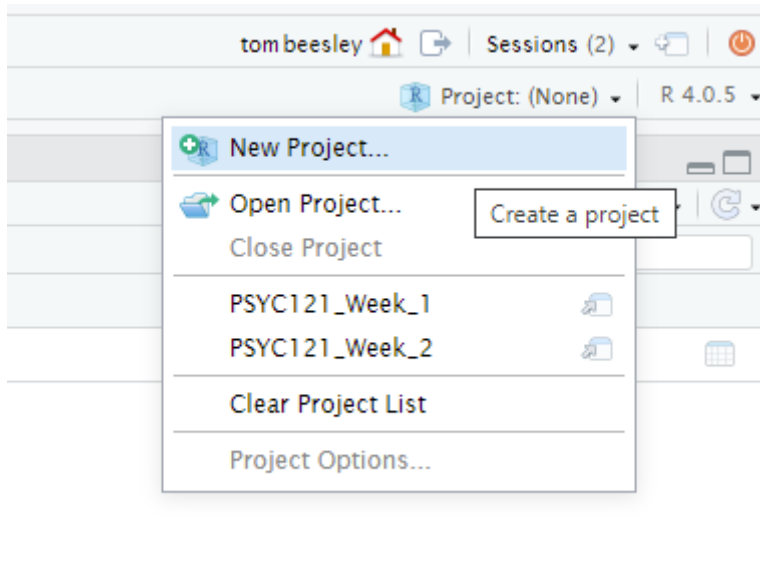 tom beesley Sessions (2)
Project: (None) R 4.0.5
New Project...
Open Project...
Create a project
Close Project
PSYC121_Week_1
PSYC121_Week_2
Clear Project List
Project Options...